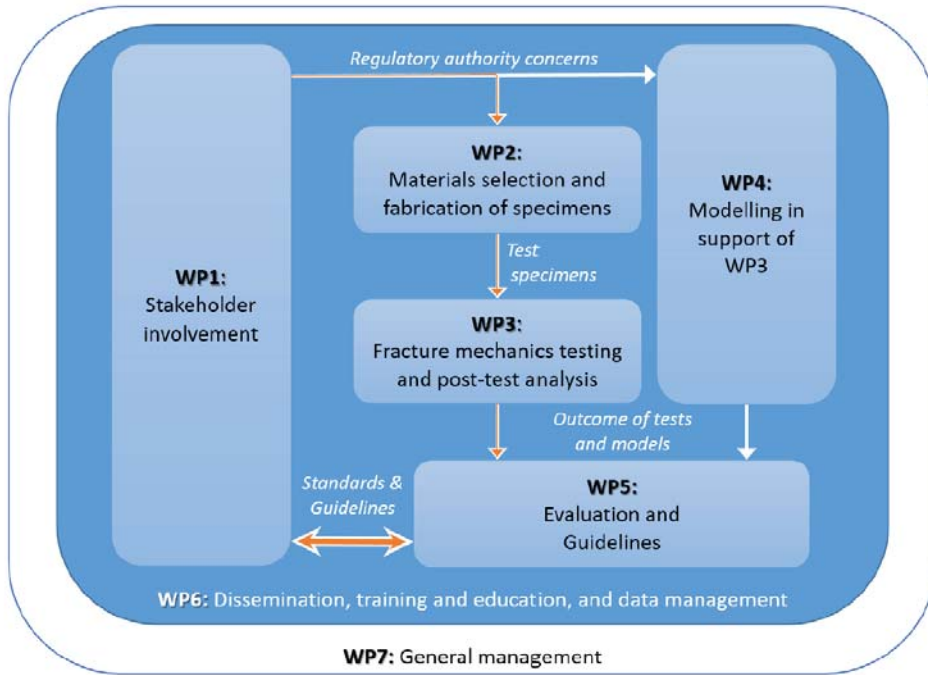 Regulatory authority concerns
WP2:
Materials selection and
fabrication of specimens
WP4:
Modelling in
support of
WP3
Test
specimens
WP1:
Stakeholder
involvement
WP3:
Fracture mechanics testing
and post-test analysis
Outcome of tests
and models
Standards &
Guidelines
WP5:
Evaluation and
Guidelines
WP6: Dissemination, training and education, and data management
WP7: General management